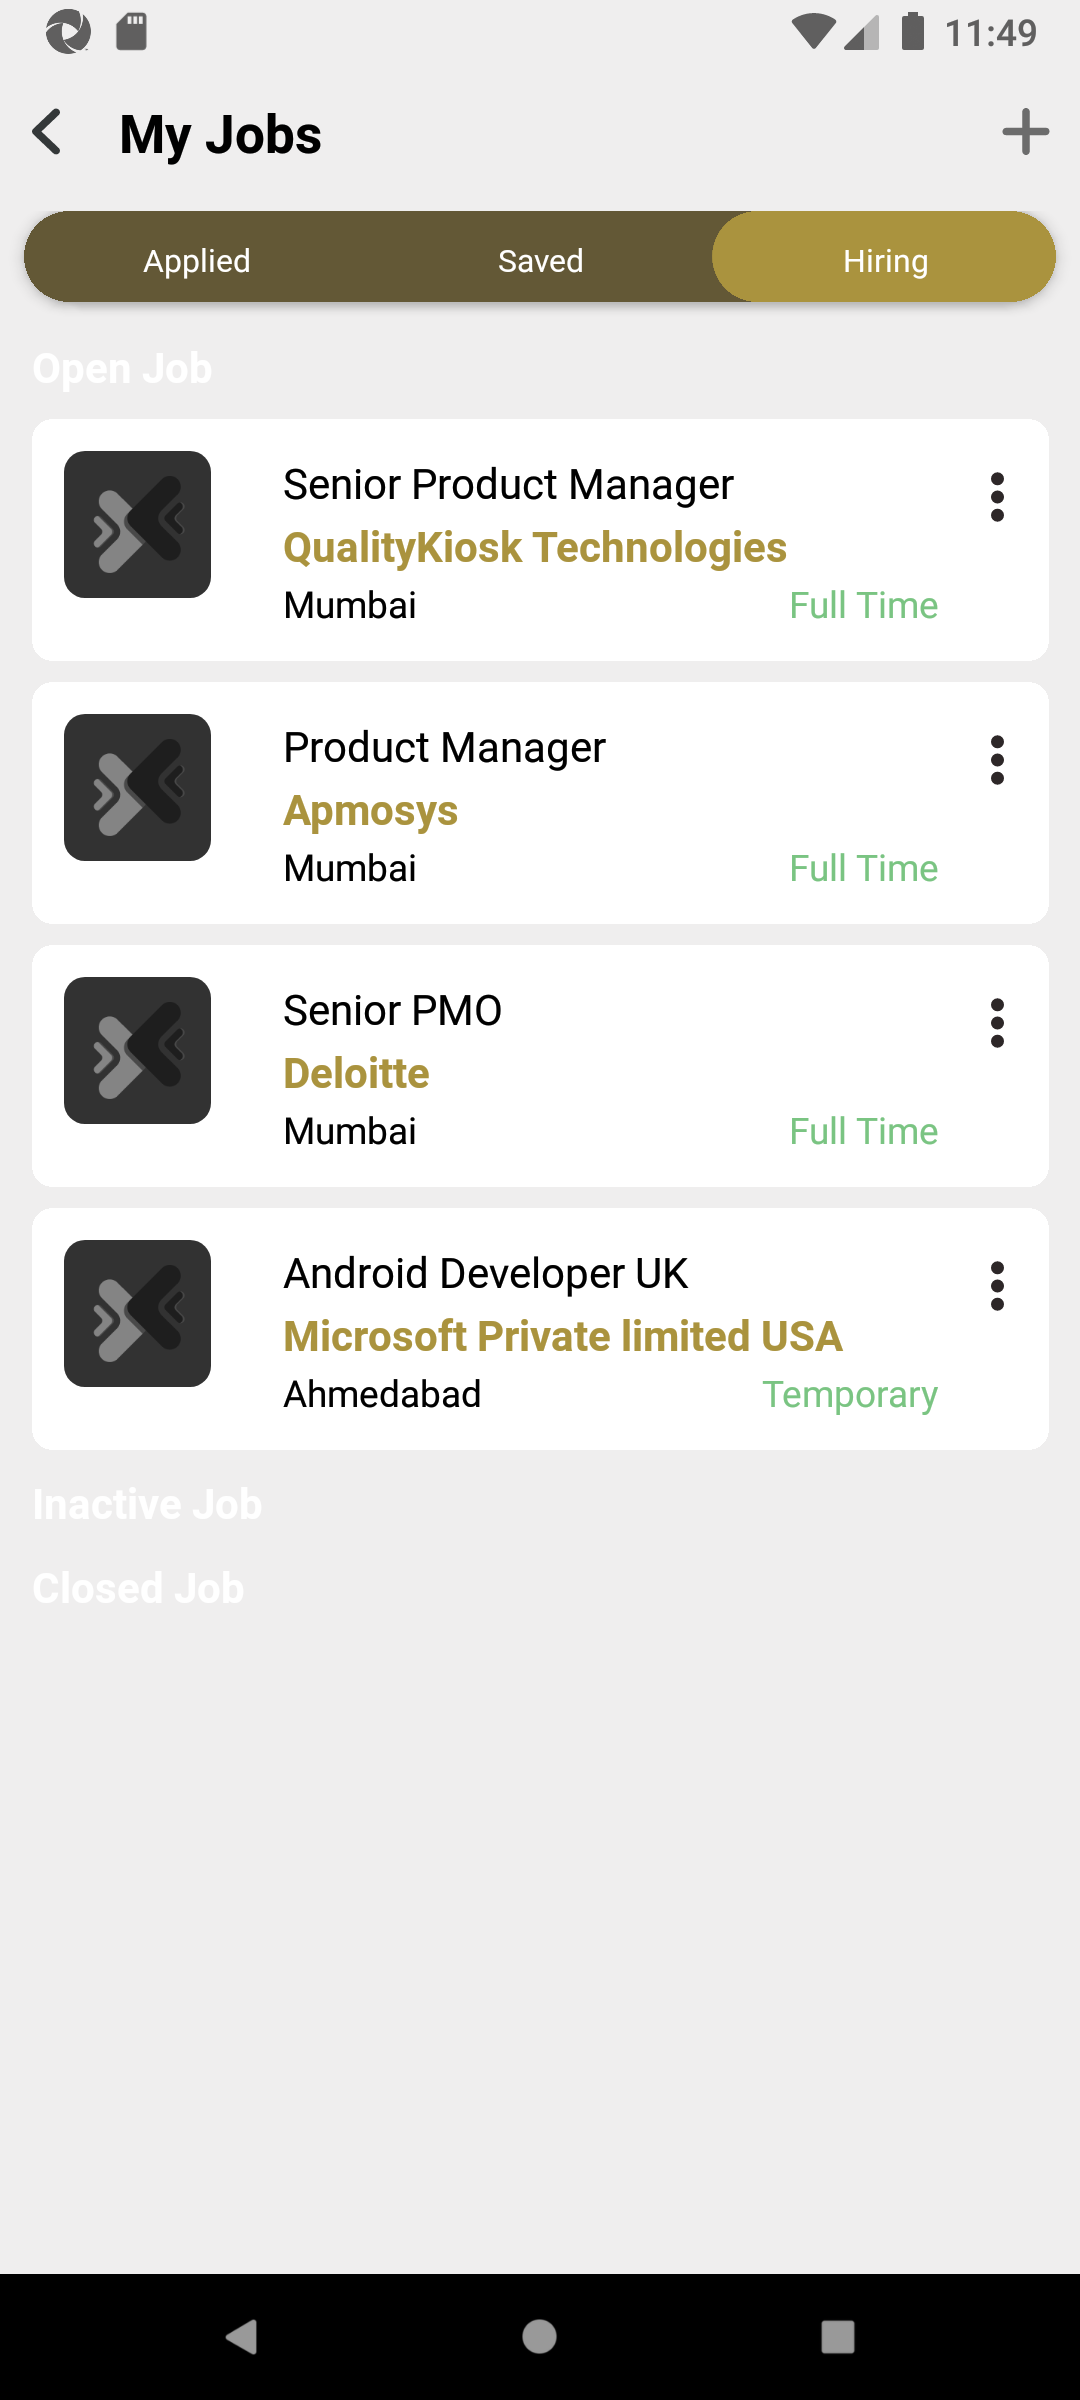 11:49
My Jobs
Applied Saved Hiring
Open Job
Senior Product Manager
QualityKiosk Technologies
Mumbai Full Time
Product Manager
Apmosys
Mumbai Full Time
Senior PMO
Deloitte
Mumbai Full Time
Android Developer UK
Microsoft Private limited USA
Ahmedabad Temporary
Inactive Job
Closed Job